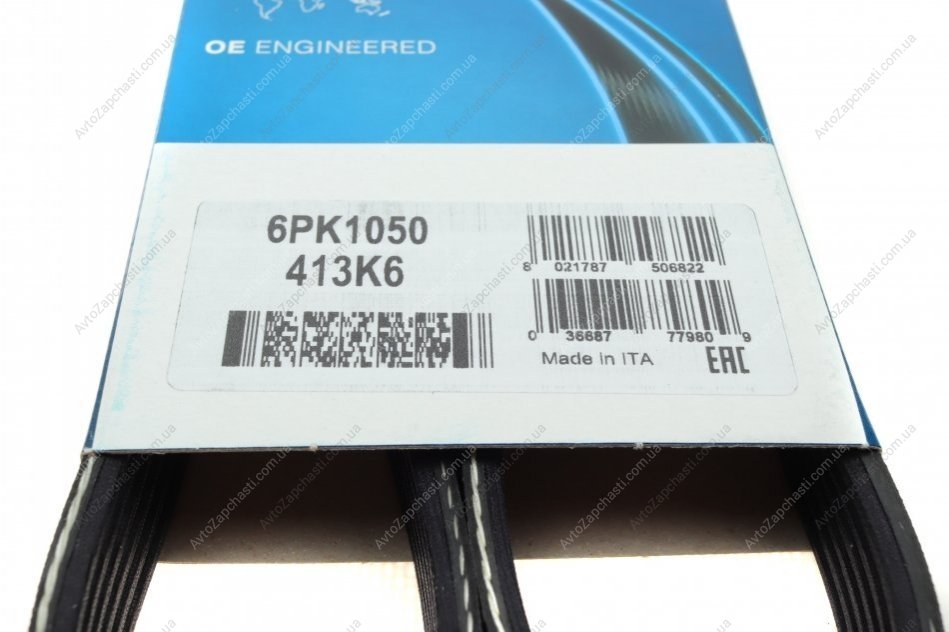 OE ENGINEERED
6PK1050
413K6
8 021787 506822
0 36687 77980 9
Made in ITA
EAC
AvtoZapchasti.com.ua